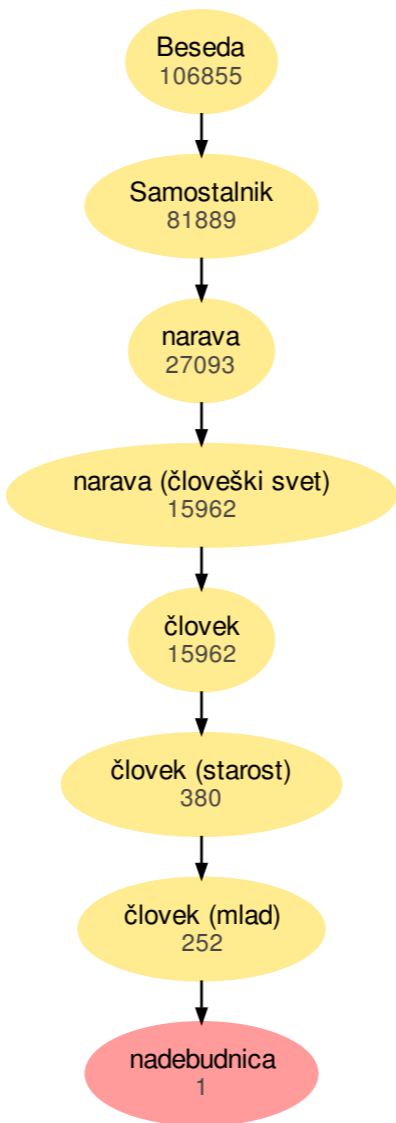 Beseda
106855
Samostalnik
81889
narava
27093
narava (človeški svet)
15962
človek
15962
človek (starost)
380
človek (mlad)
252
nadebudnica
1